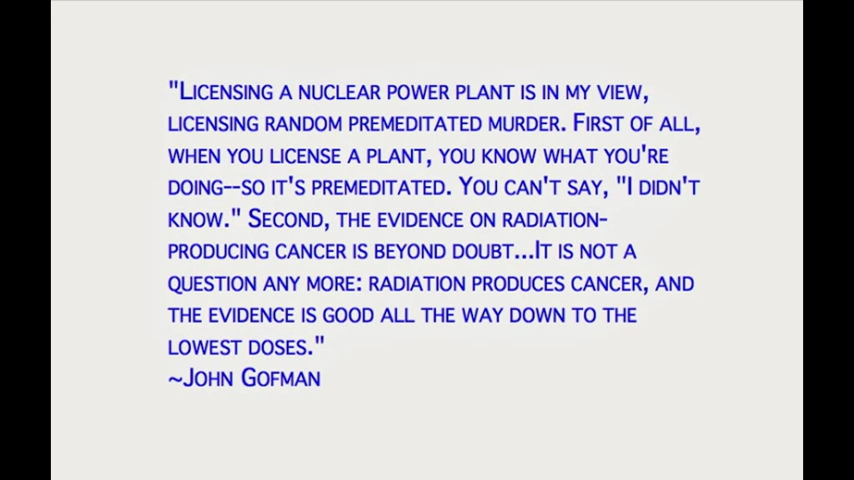 "Licensing a nuclear power plant is in my view,
licensing random premeditated murder. First of all,
when you license a plant, you know what you're
doing--so it's premeditated. You can't say, "I didn't
know." Second, the evidence on radiation-
producing cancer is beyond doubt...It is not a
question any more: radiation produces cancer, and
the evidence is good all the way down to the
lowest doses."
~John Gofman